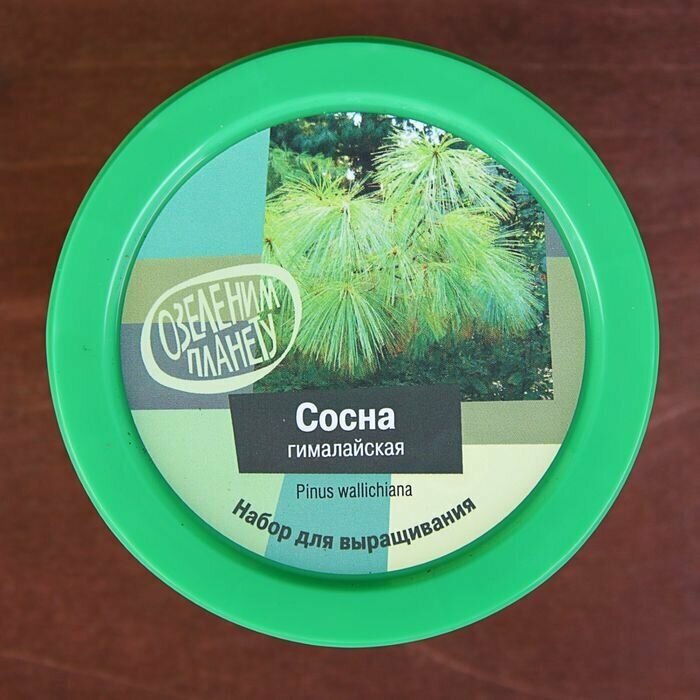 ОЗЕЛЕНИМ
ПЛАНЕТУ
Сосна
гималайская
Pinus wallichiana
Набор для выращивания